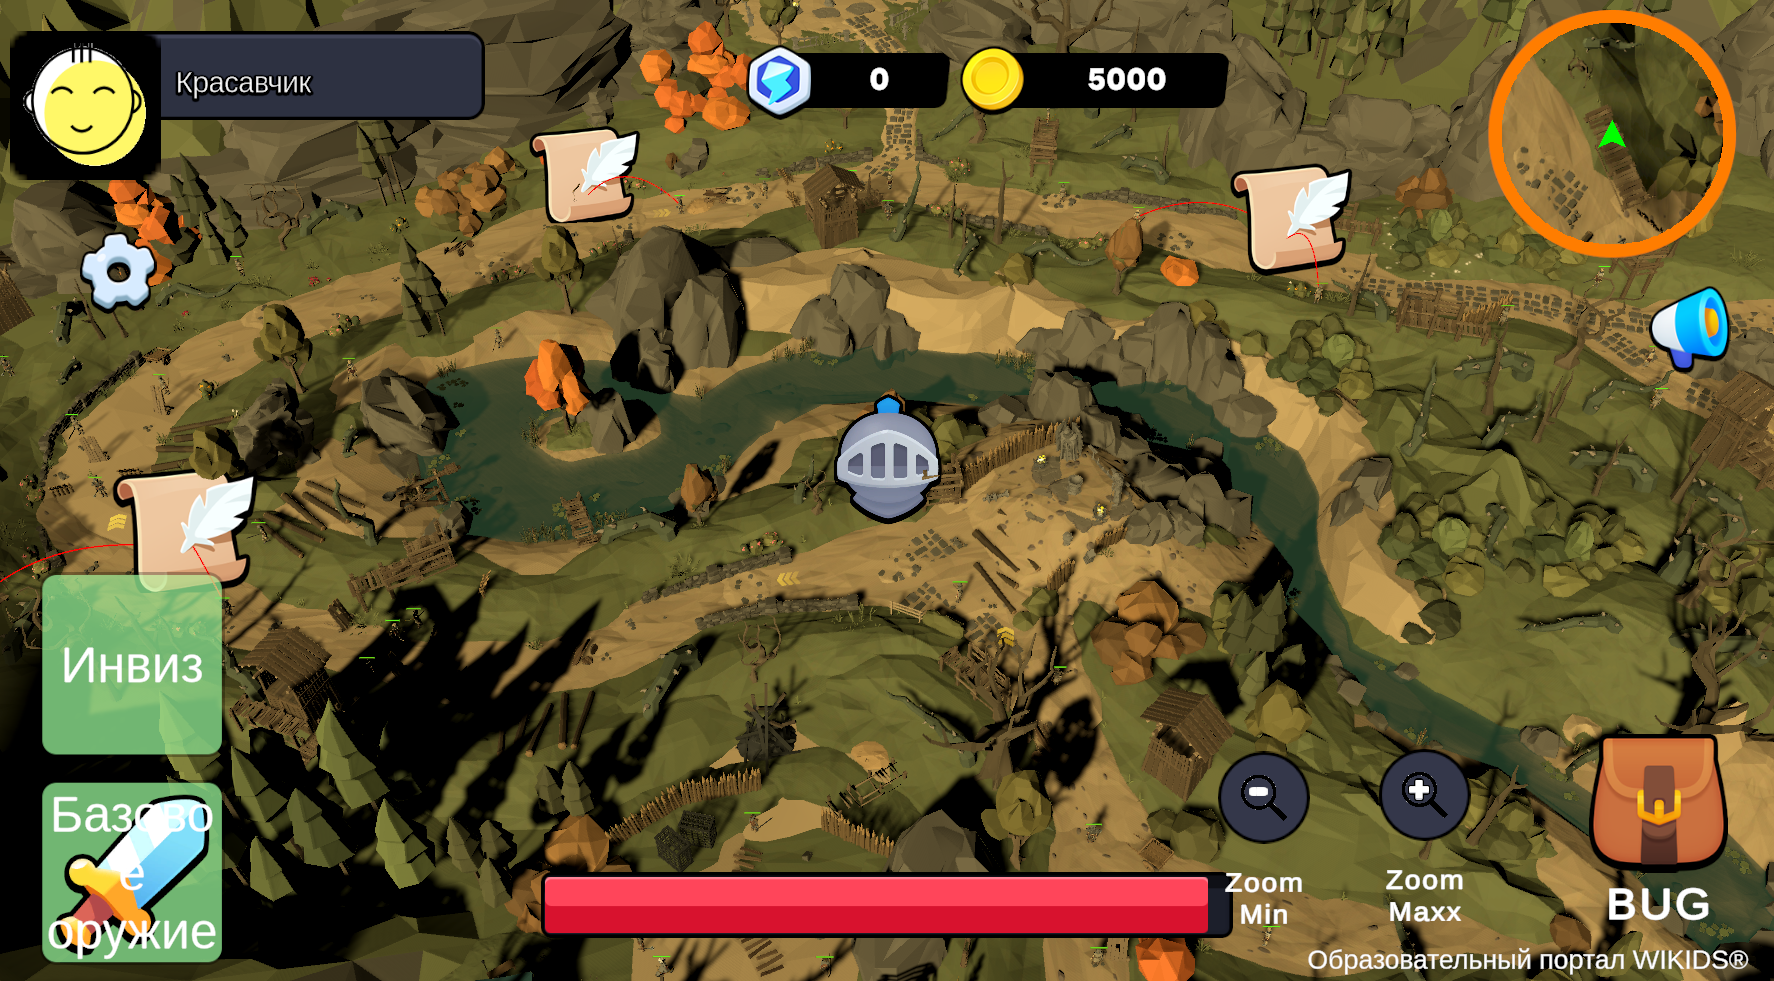 Красавчик
0
5000
Инвиз
Базово
е
оружие
Zoom
Min
Zoom
Maxx
BUG
Образовательный портал WIKIDS®